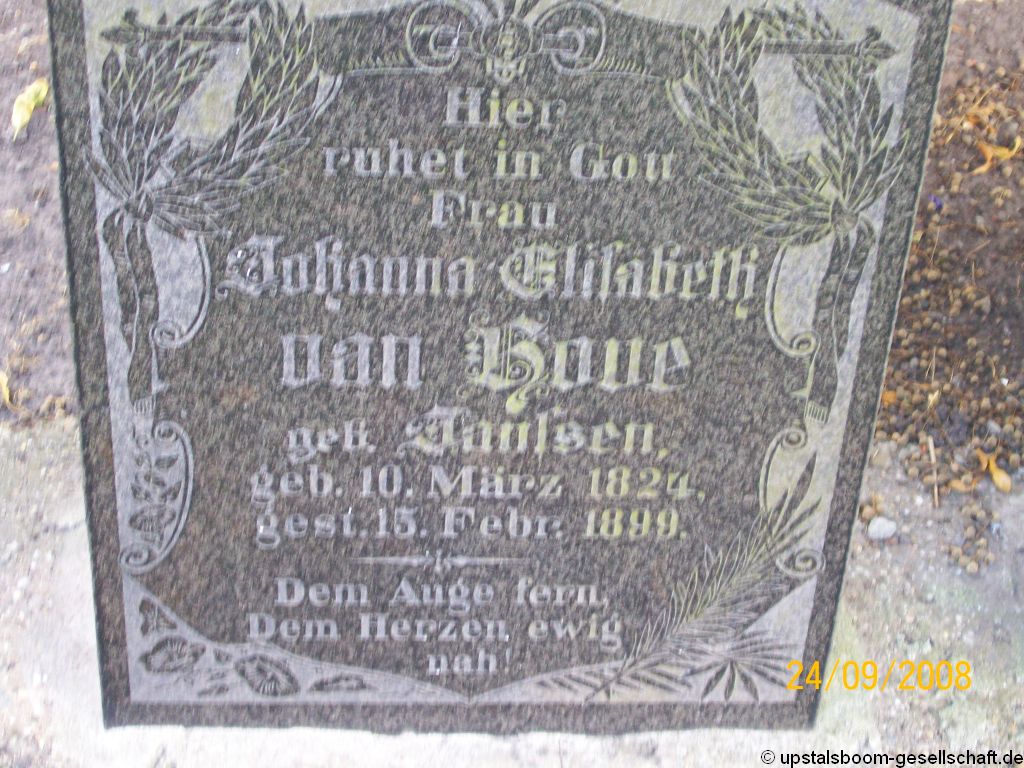 Hier
ruhet in Gott
Frau
Johanna Elisabeth
van Hove
geb. Janssen,
geb. 10. März 1824,
gest. 15. Febr. 1899.
Dem Auge fern,
Dem Herzen ewig
nah!
24/09/2008
© upstalsboom-gesellschaft.de